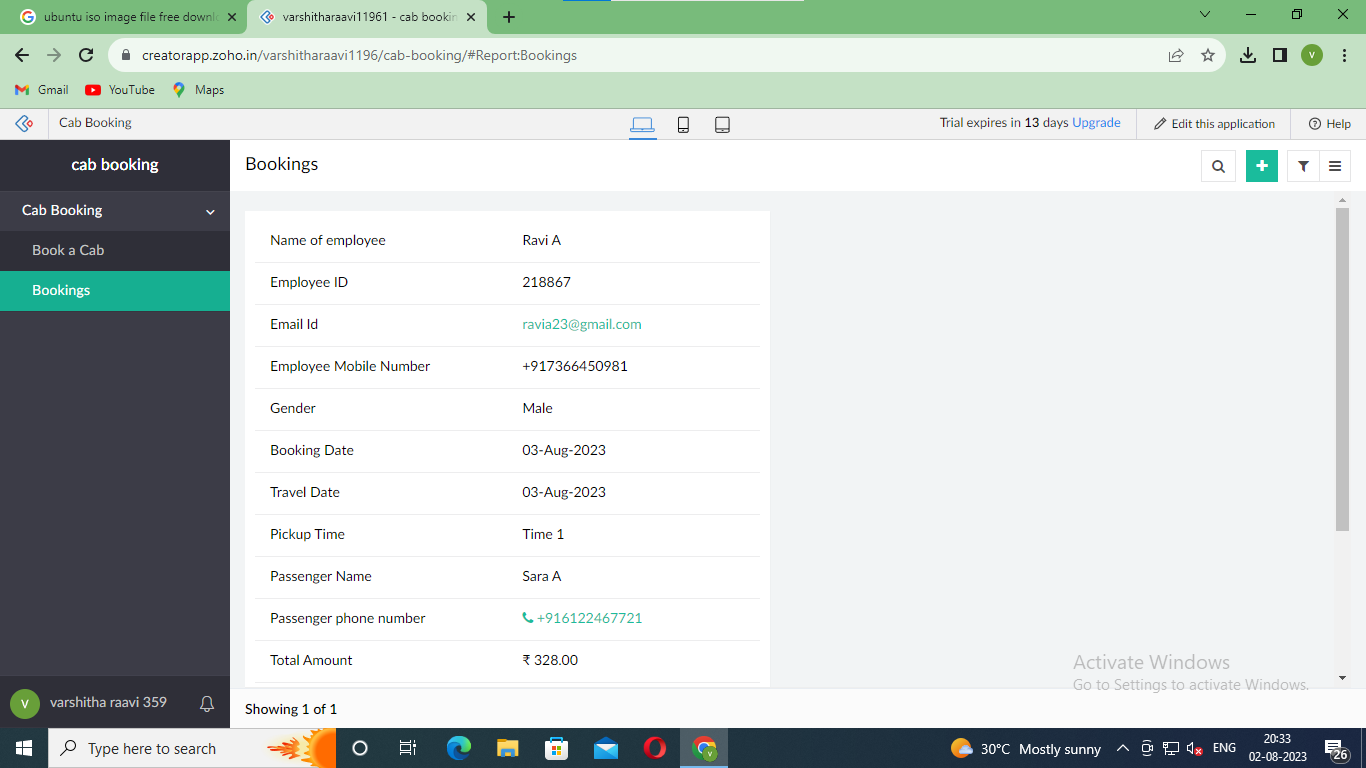 ubuntu iso image file free downl
varshitharaavi11961 - cab bookin
creatorapp.zoho.in/varshitharaavi1196/cab-booking/#Report:Bookings
V
Gmail YouTube Maps
Cab Booking
Trial expires in 13 days Upgrade
Edit this application
Help
cab booking
Cab Booking
Book a Cab
Bookings
Bookings
Name of employee Ravi A
Employee ID 218867
Email Id ravia23@gmail.com
Employee Mobile Number +917366450981
Gender Male
Booking Date 03-Aug-2023
Travel Date 03-Aug-2023
Pickup Time Time 1
Passenger Name Sara A
Passenger phone number +916122467721
Total Amount ₹ 328.00
Activate Windows
Go to Settings to activate Windows.
V varshitha raavi 359
Showing 1 of 1
Type here to search
V
30°C Mostly sunny
ENG
20:33
02-08-2023
26